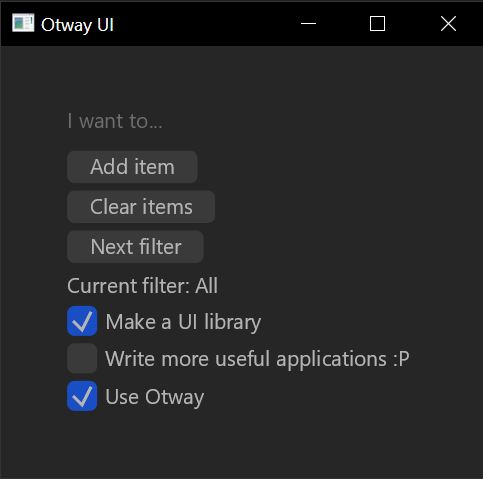 Otway UI
I want to...
Add item
Clear items
Next filter
Current filter: All
Make a UI library
Write more useful applications :P
Use Otway